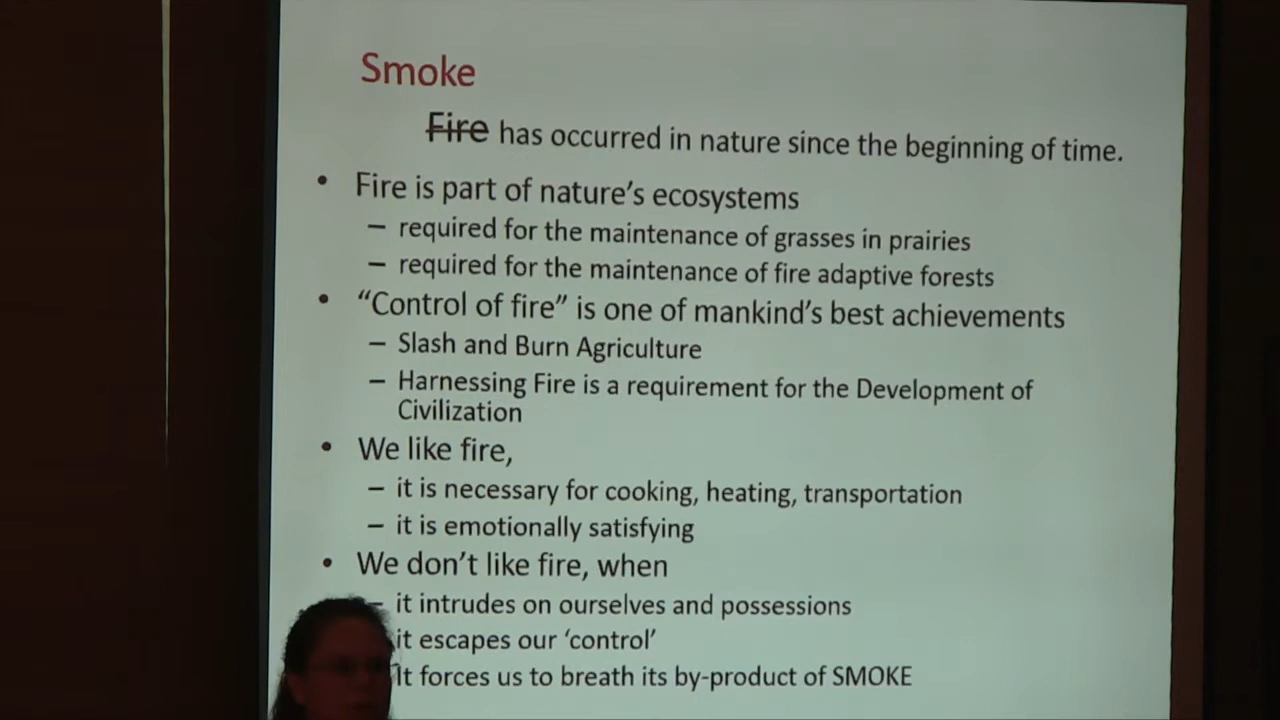 Smoke
Fire has occurred in nature since the beginning of time.
• Fire is part of nature's ecosystems
– required for the maintenance of grasses in prairies
– required for the maintenance of fire adaptive forests
• “Control of fire” is one of mankind's best achievements
– Slash and Burn Agriculture
– Harnessing Fire is a requirement for the Development of
Civilization
• We like fire,
– it is necessary for cooking, heating, transportation
– it is emotionally satisfying
• We don't like fire, when
– it intrudes on ourselves and possessions
it escapes our ‘control’
It forces us to breath its by-product of SMOKE